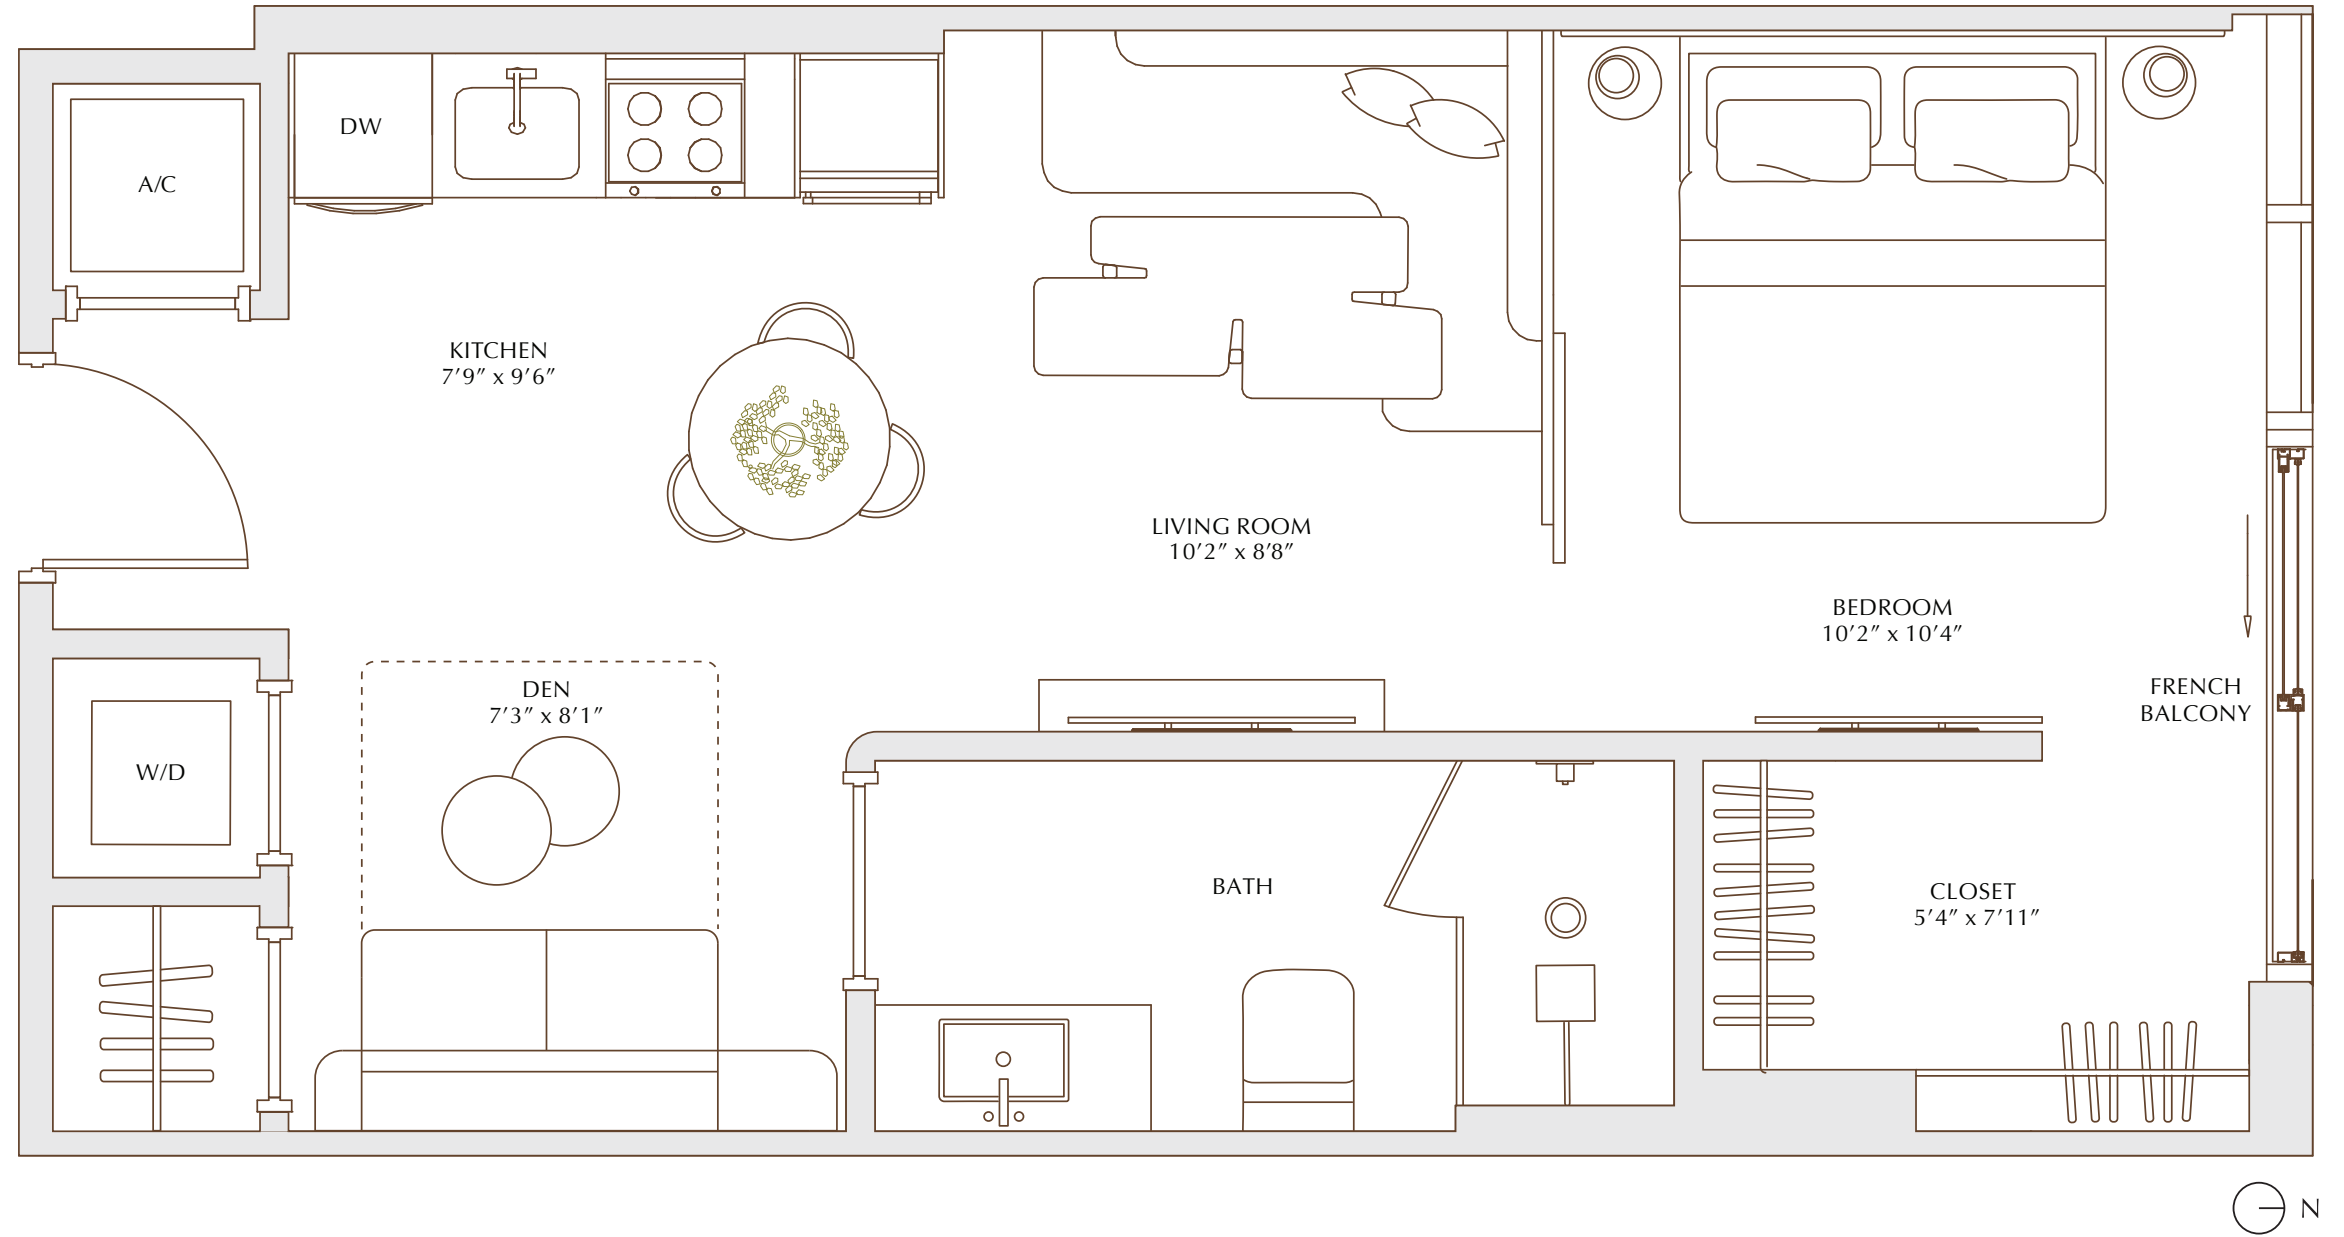 A/C
DW
KITCHEN
7’9” x 9’6”
LIVING ROOM
10’2” x 8’8”
BEDROOM
10’2” x 10’4”
FRENCH
BALCONY
DEN
7’3” x 8’1”
W/D
BATH
CLOSET
5’4” x 7’11”
N